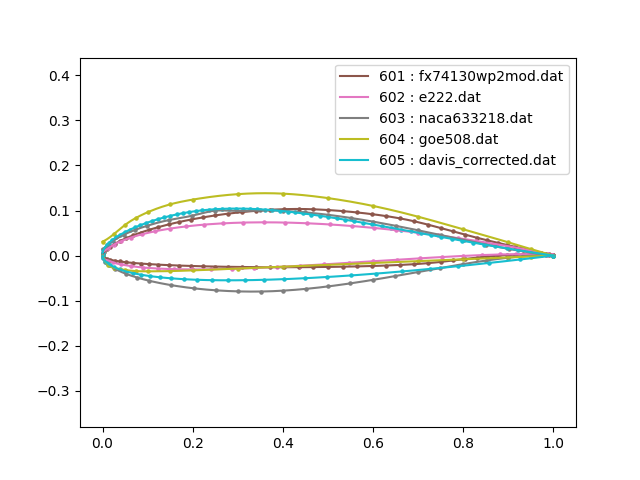 0.4
0.3
0.2
0.1
0.0
−0.1
−0.2
−0.3
0.0 0.2 0.4 0.6 0.8 1.0
601 : fx74130wp2mod.dat
602 : e222.dat
603 : naca633218.dat
604 : goe508.dat
605 : davis_corrected.dat